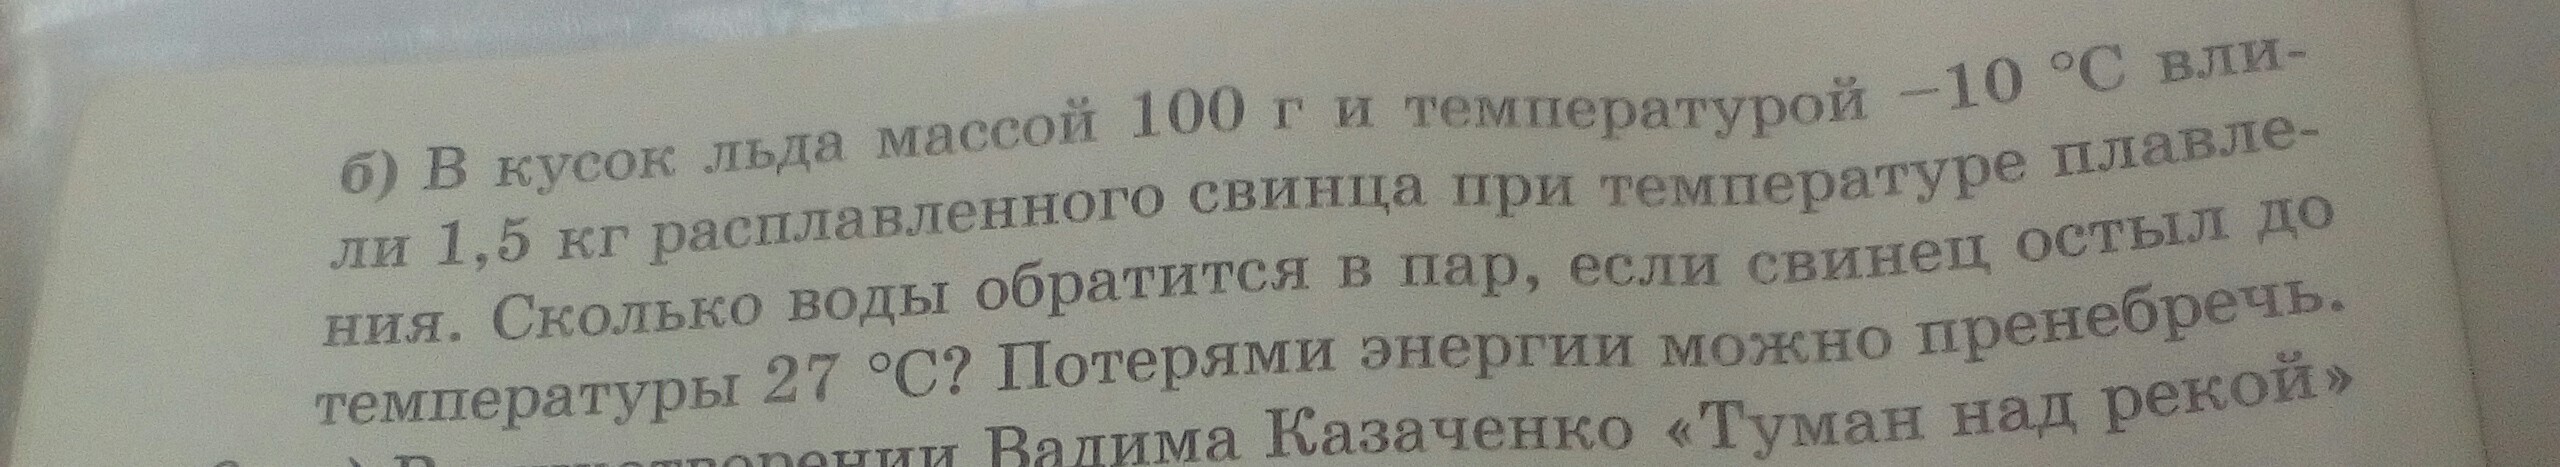 б) В кусок льда массой 100 г и температурой −10 °С вли-
ли 1,5 кг расплавленного свинца при температуре плавле-
ния. Сколько воды обратится в пар, если свинец остыл до
температуры 27 °С? Потерями энергии можно пренебречь.
Вадима Казаченко «Туман над рекой»